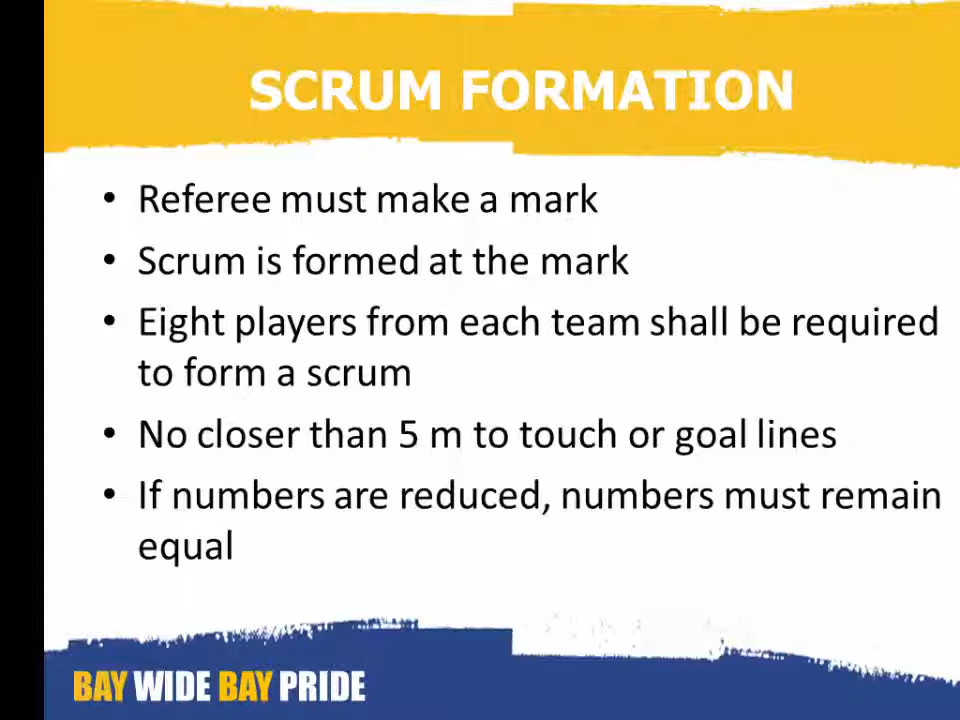 SCRUM FORMATION
• Referee must make a mark
• Scrum is formed at the mark
• Eight players from each team shall be required
to form a scrum
• No closer than 5 m to touch or goal lines
• If numbers are reduced, numbers must remain
equal
BAY WIDE BAY PRIDE